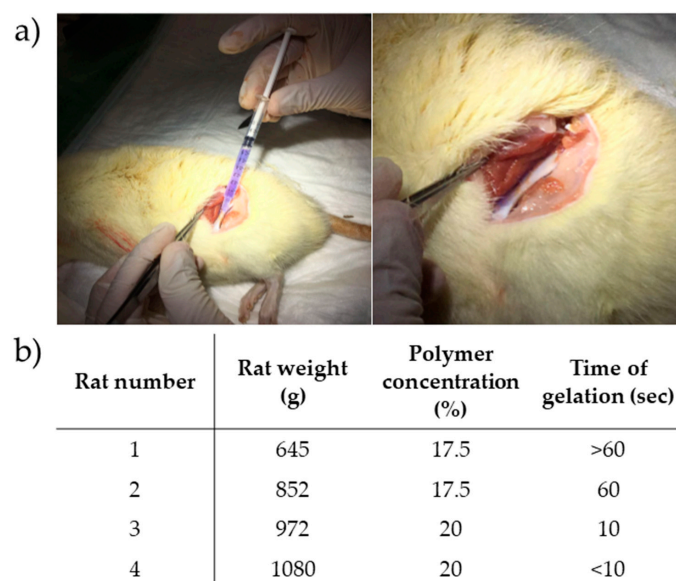 a)
b)
Rat number Rat weight (g) Polymer concentration (%) Time of gelation (sec)
1 645 17.5 >60
2 852 17.5 60
3 972 20 10
4 1080 20 <10